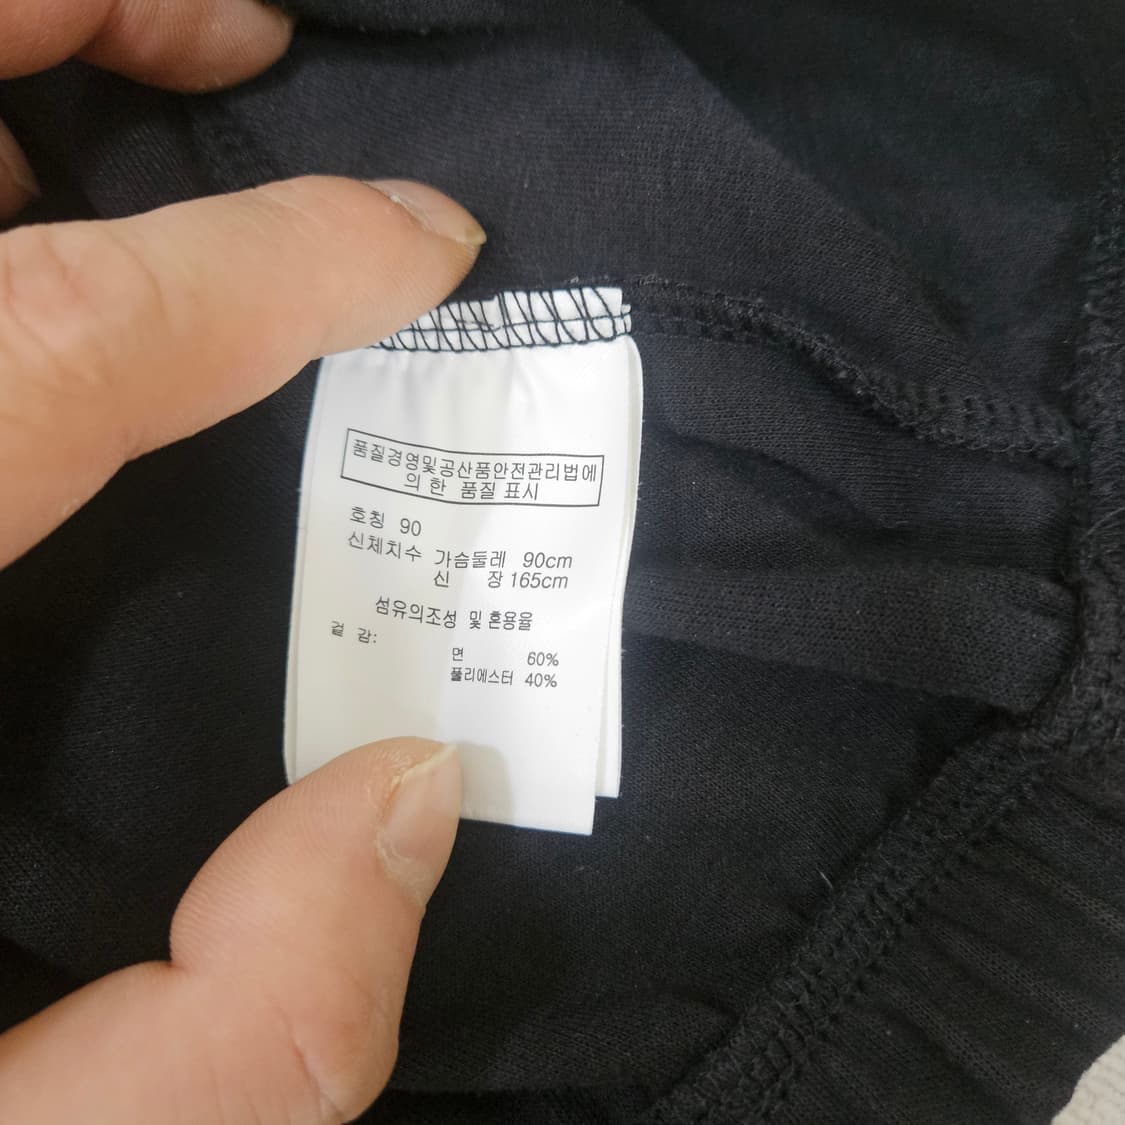 품질경영및공산품안전관리법에
의 한 품질 표시
호칭 90
신체치수 가슴둘레 90cm
신 장 165cm
섬유의조성 및 혼용율
겉 감:
면 60%
폴리에스터 40%